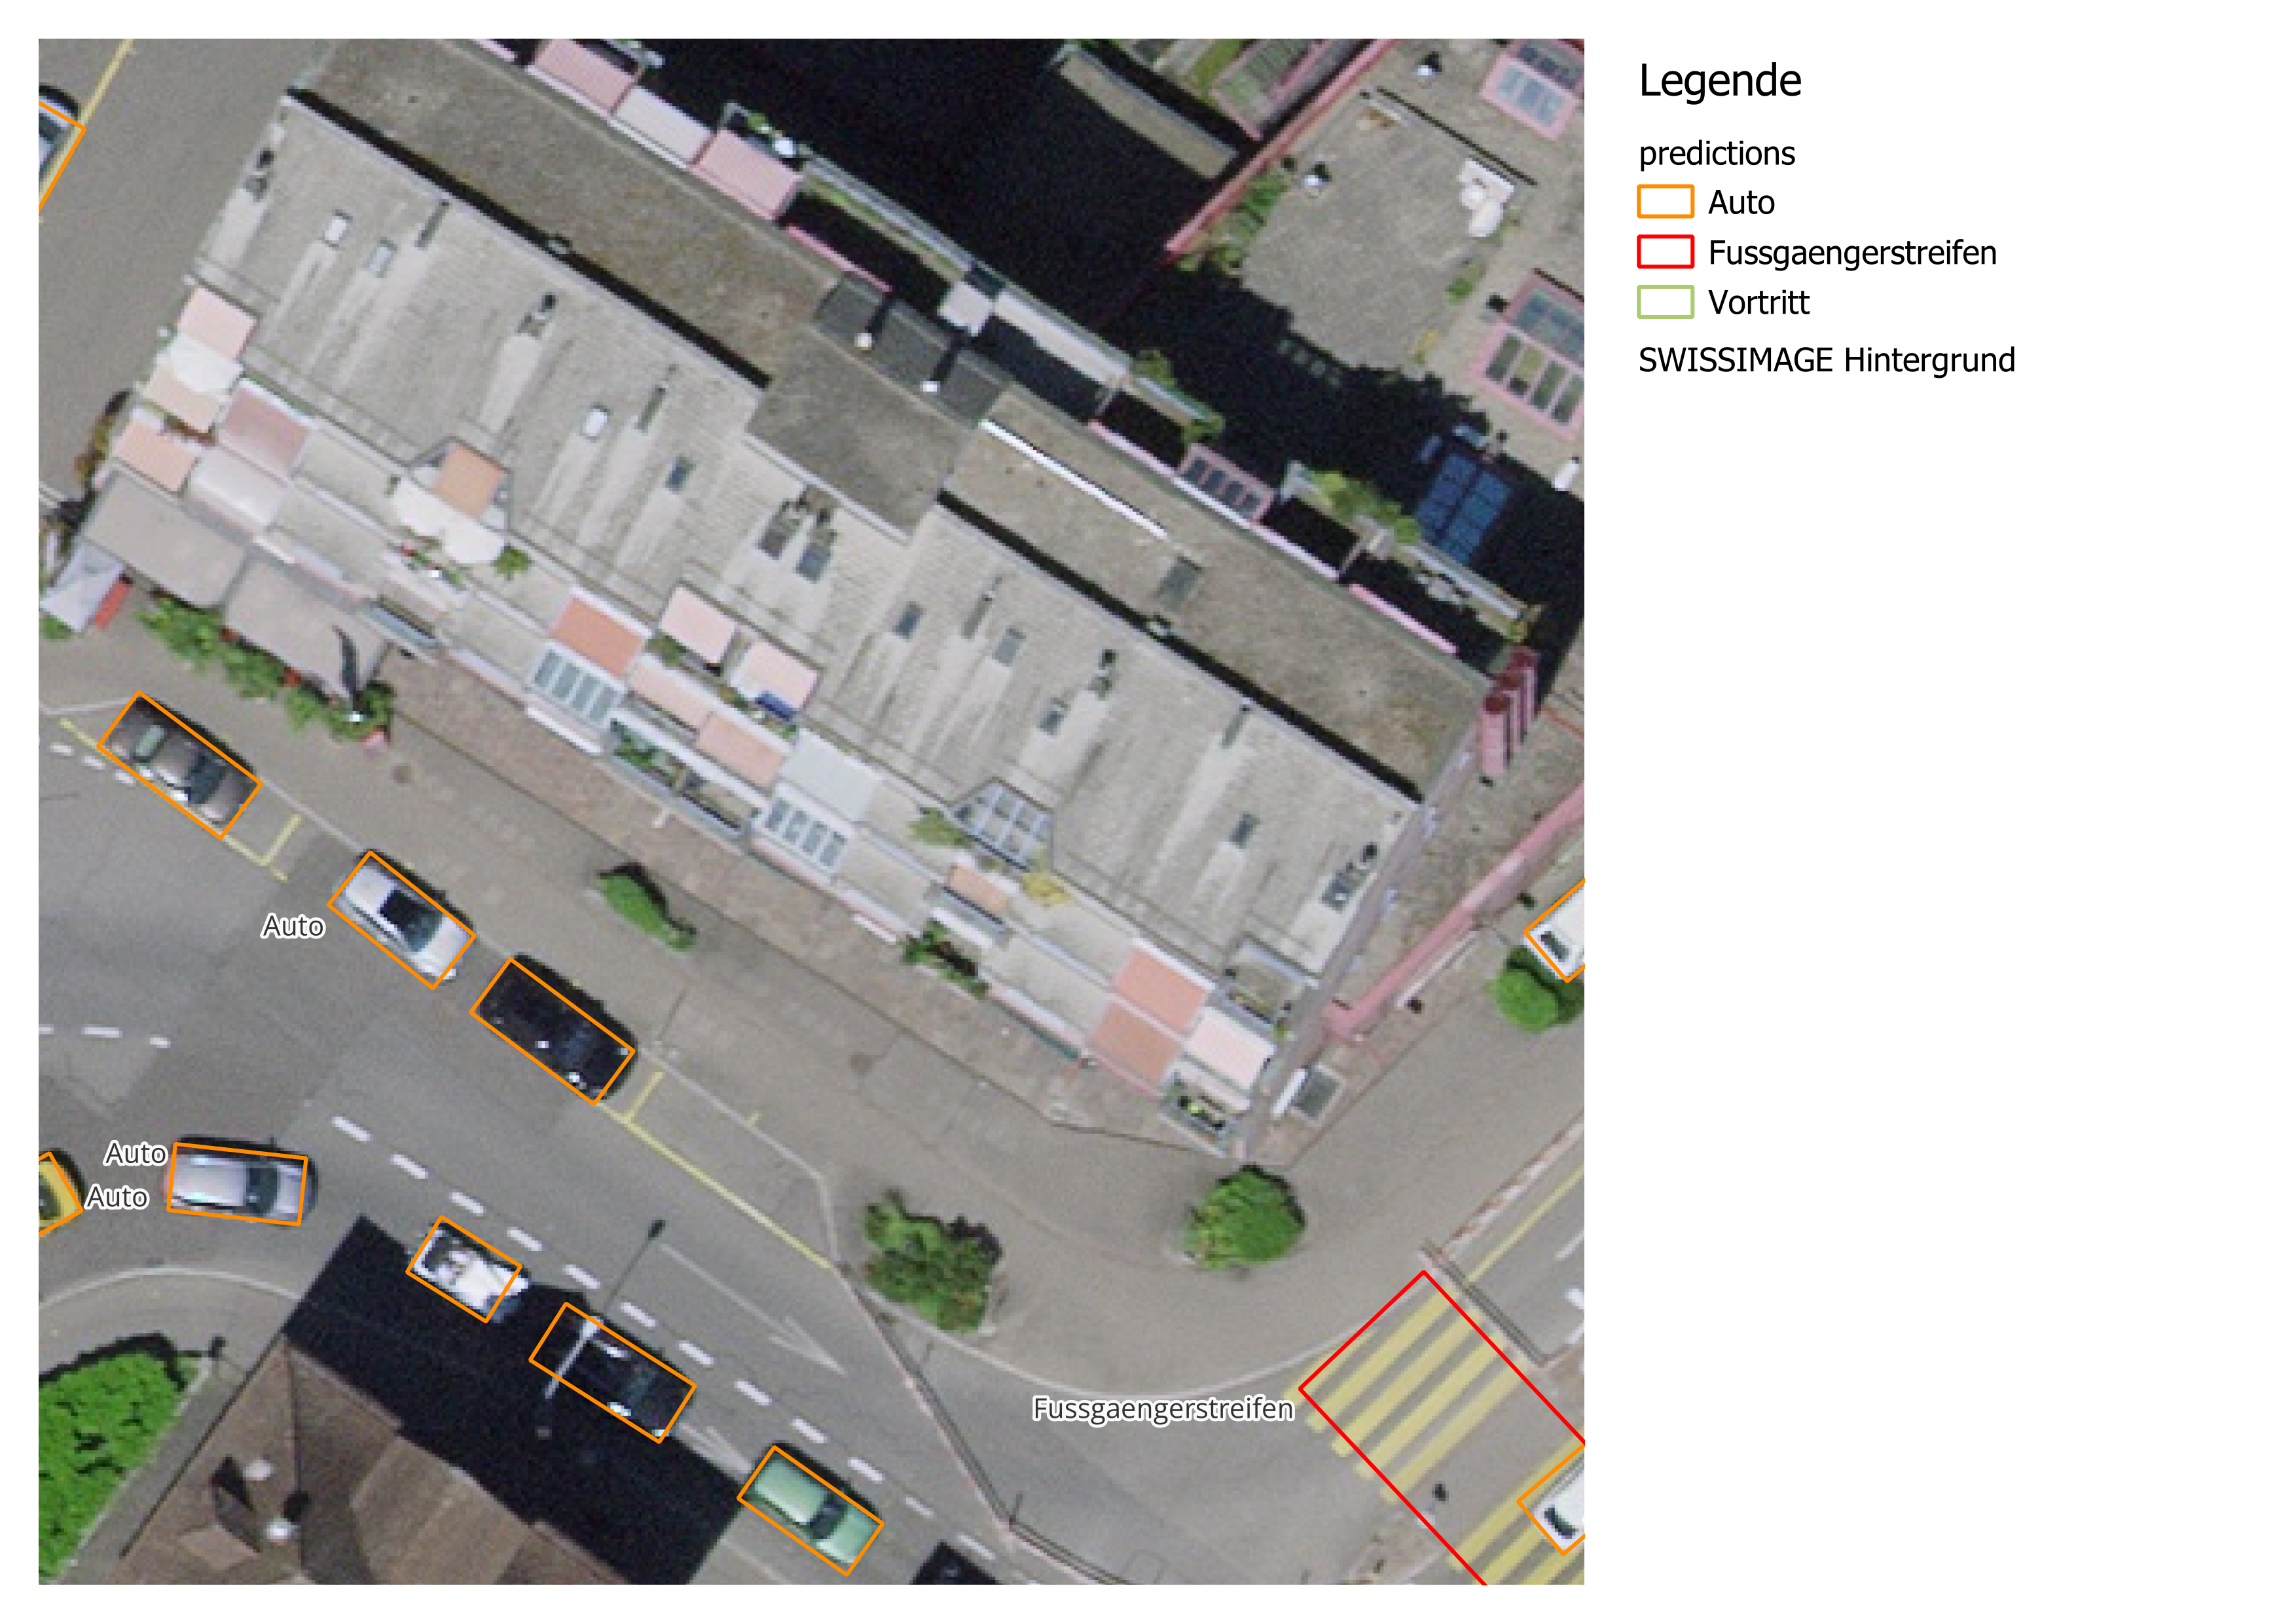 Legende
predictions
Auto
Fussgaengerstreifen
Vortritt
SWISSIMAGE Hintergrund
Auto
Auto
Auto
Fussgaengerstreifen